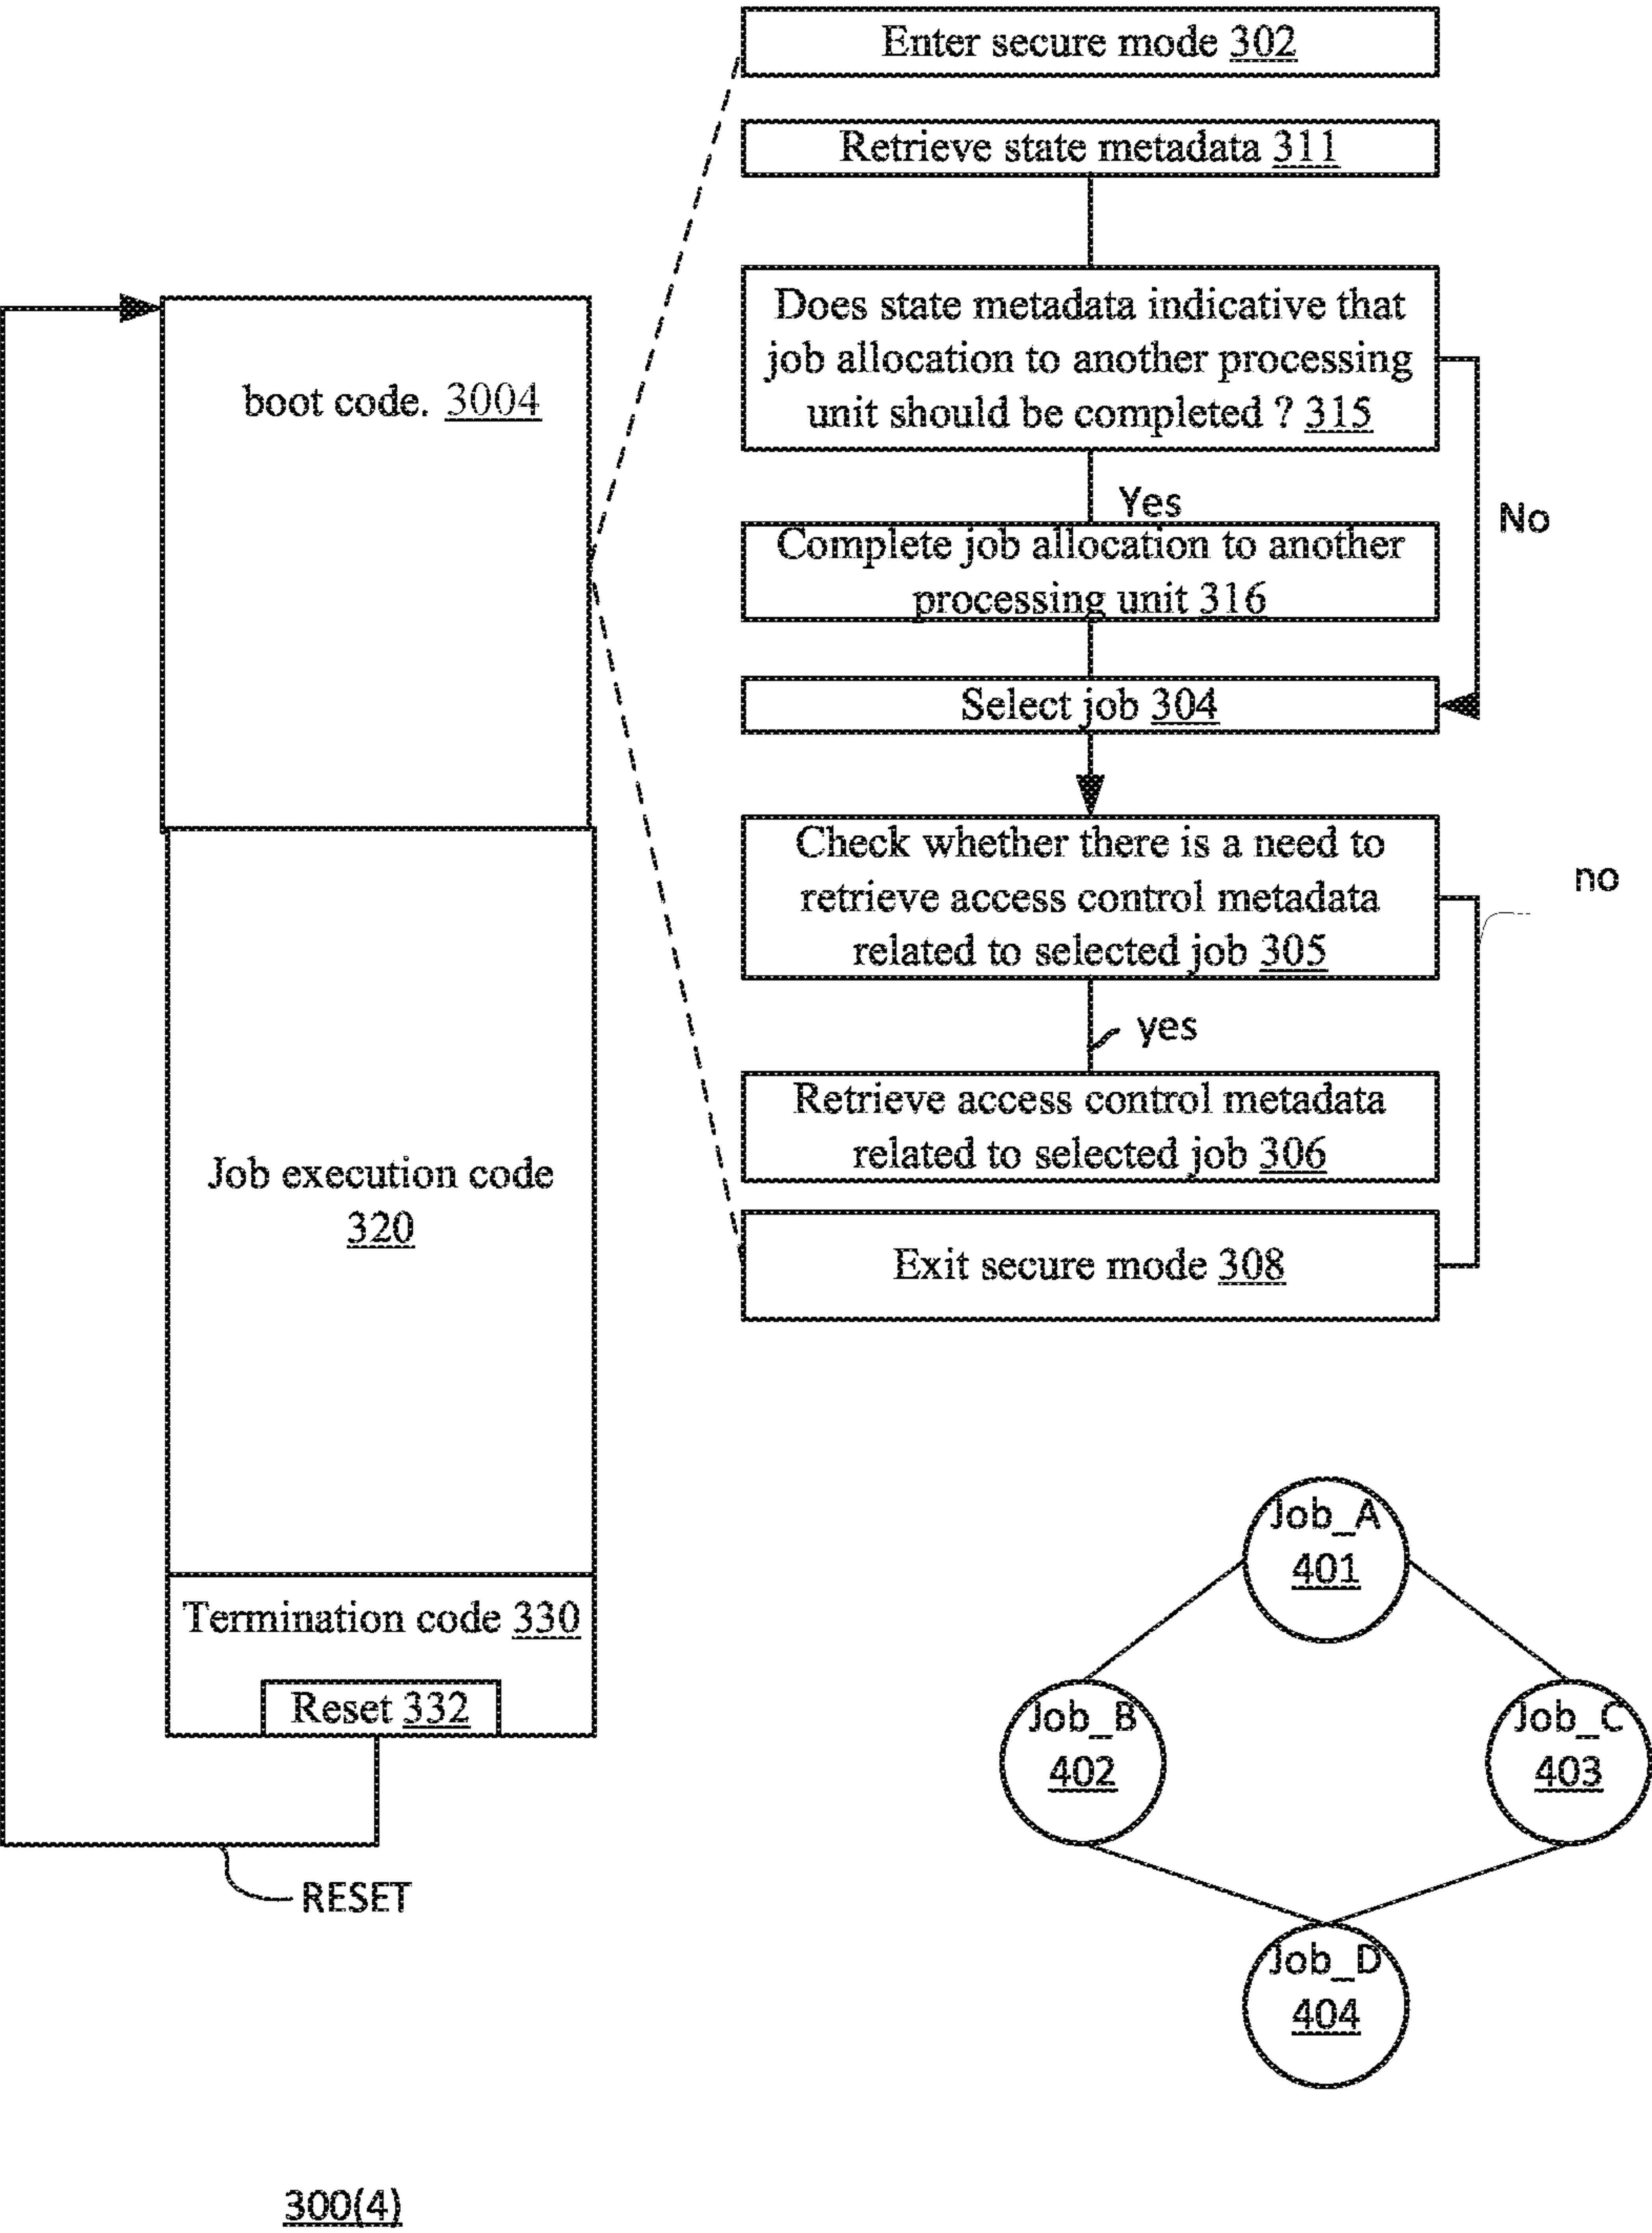 Enter secure mode 302
Retrieve state metadata 311
Does state metadata indicative that
job allocation to another processing
unit should be completed ? 315
Yes
No
Complete job allocation to another
processing unit 316
Select job 304
Check whether there is a need to
retrieve access control metadata
related to selected job 305
no
yes
Retrieve access control metadata
related to selected job 306
Exit secure mode 308
boot code. 3004
Job execution code
320
Termination code 330
Reset 332
RESET
Job_A
401
Job_B
402
Job_C
403
Job_D
404
300(4)